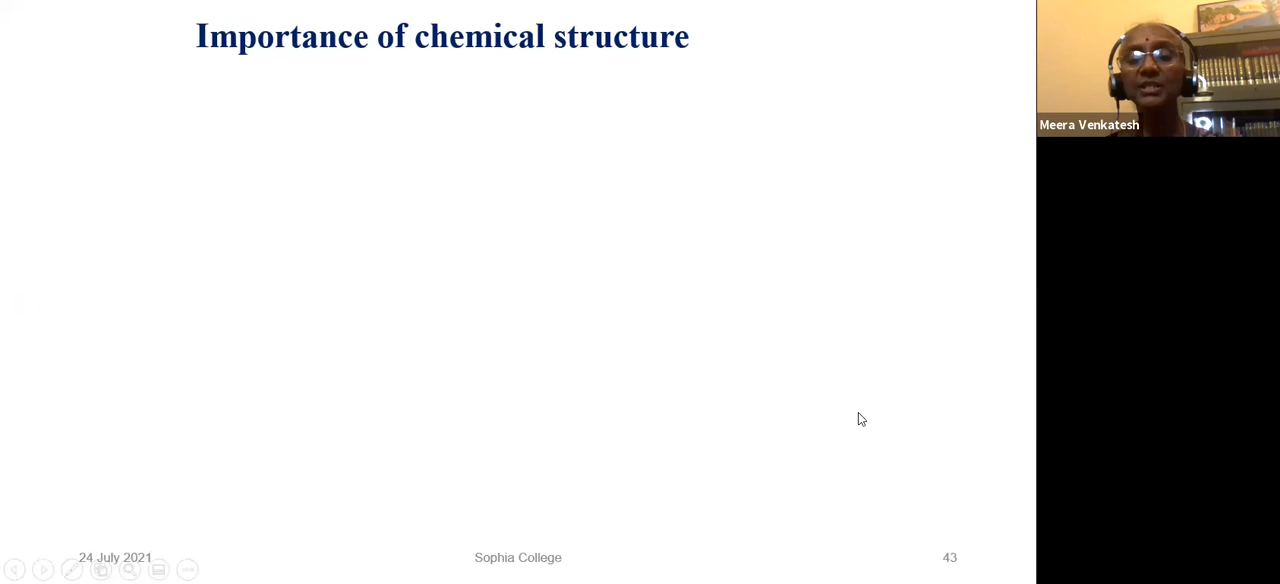 Importance of chemical structure
Meera Venkatesh
24 July 2021
Sophia College
43